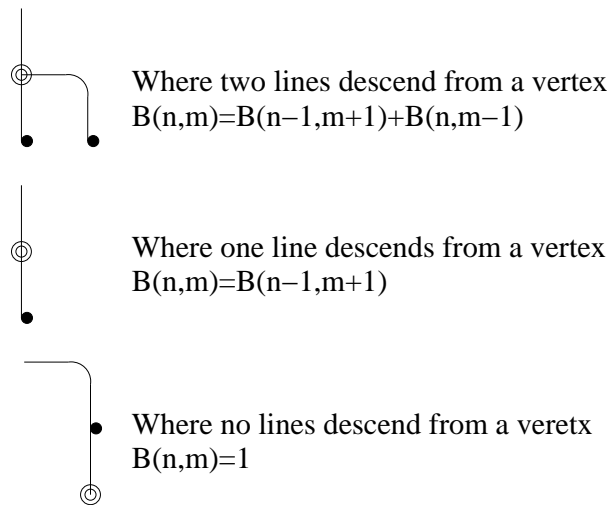 Where two lines descend from a vertex
B(n,m)=B(n−1,m+1)+B(n,m−1)
Where one line descends from a vertex
B(n,m)=B(n−1,m+1)
Where no lines descend from a veretx
B(n,m)=1